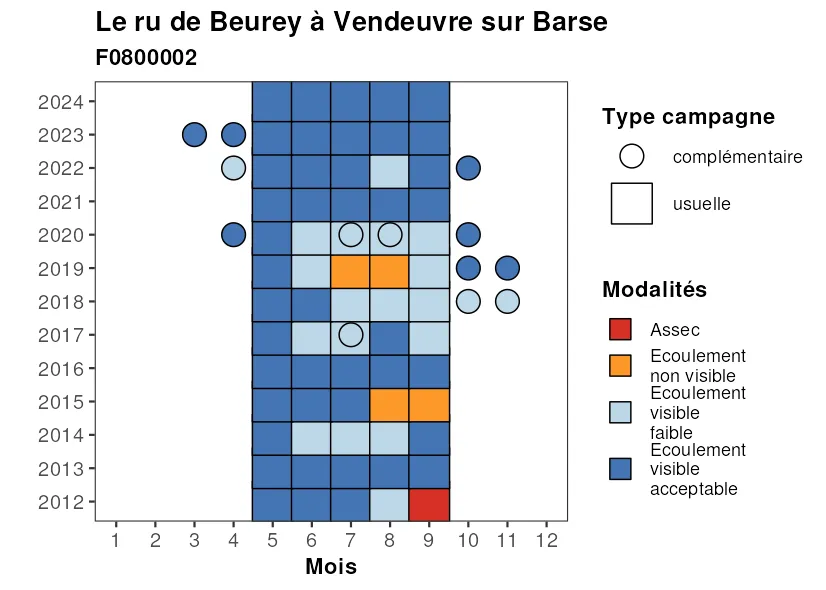 Le ru de Beurey à Vendeuvre sur Barse
F0800002
2024
2023
2022
2021
2020
2019
2018
2017
2016
2015
2014
2013
2012
1 2 3 4 5 6 7 8 9 10 11 12
Mois
Type campagne
complémentaire
usuelle
Modalités
Assec
Ecoulement
non visible
Ecoulement
visible
faible
Ecoulement
visible
acceptable